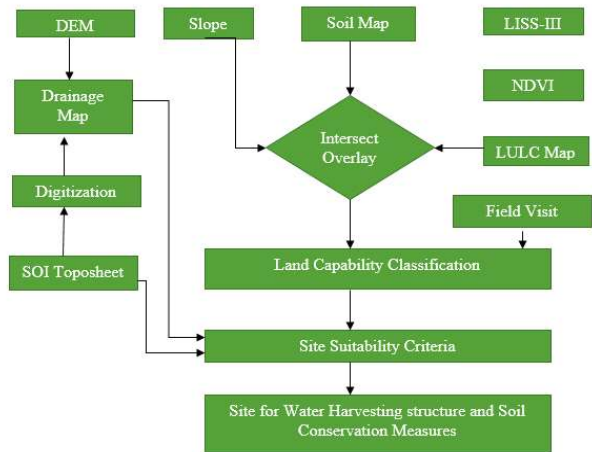 DEM
Slope
Soil Map
LISS-III
Drainage
Map
NDVI
Intersect
Overlay
LULC Map
Digitization
Field Visit
SOI Toposheet
Land Capability Classification
Site Suitability Criteria
Site for Water Harvesting structure and Soil
Conservation Measures